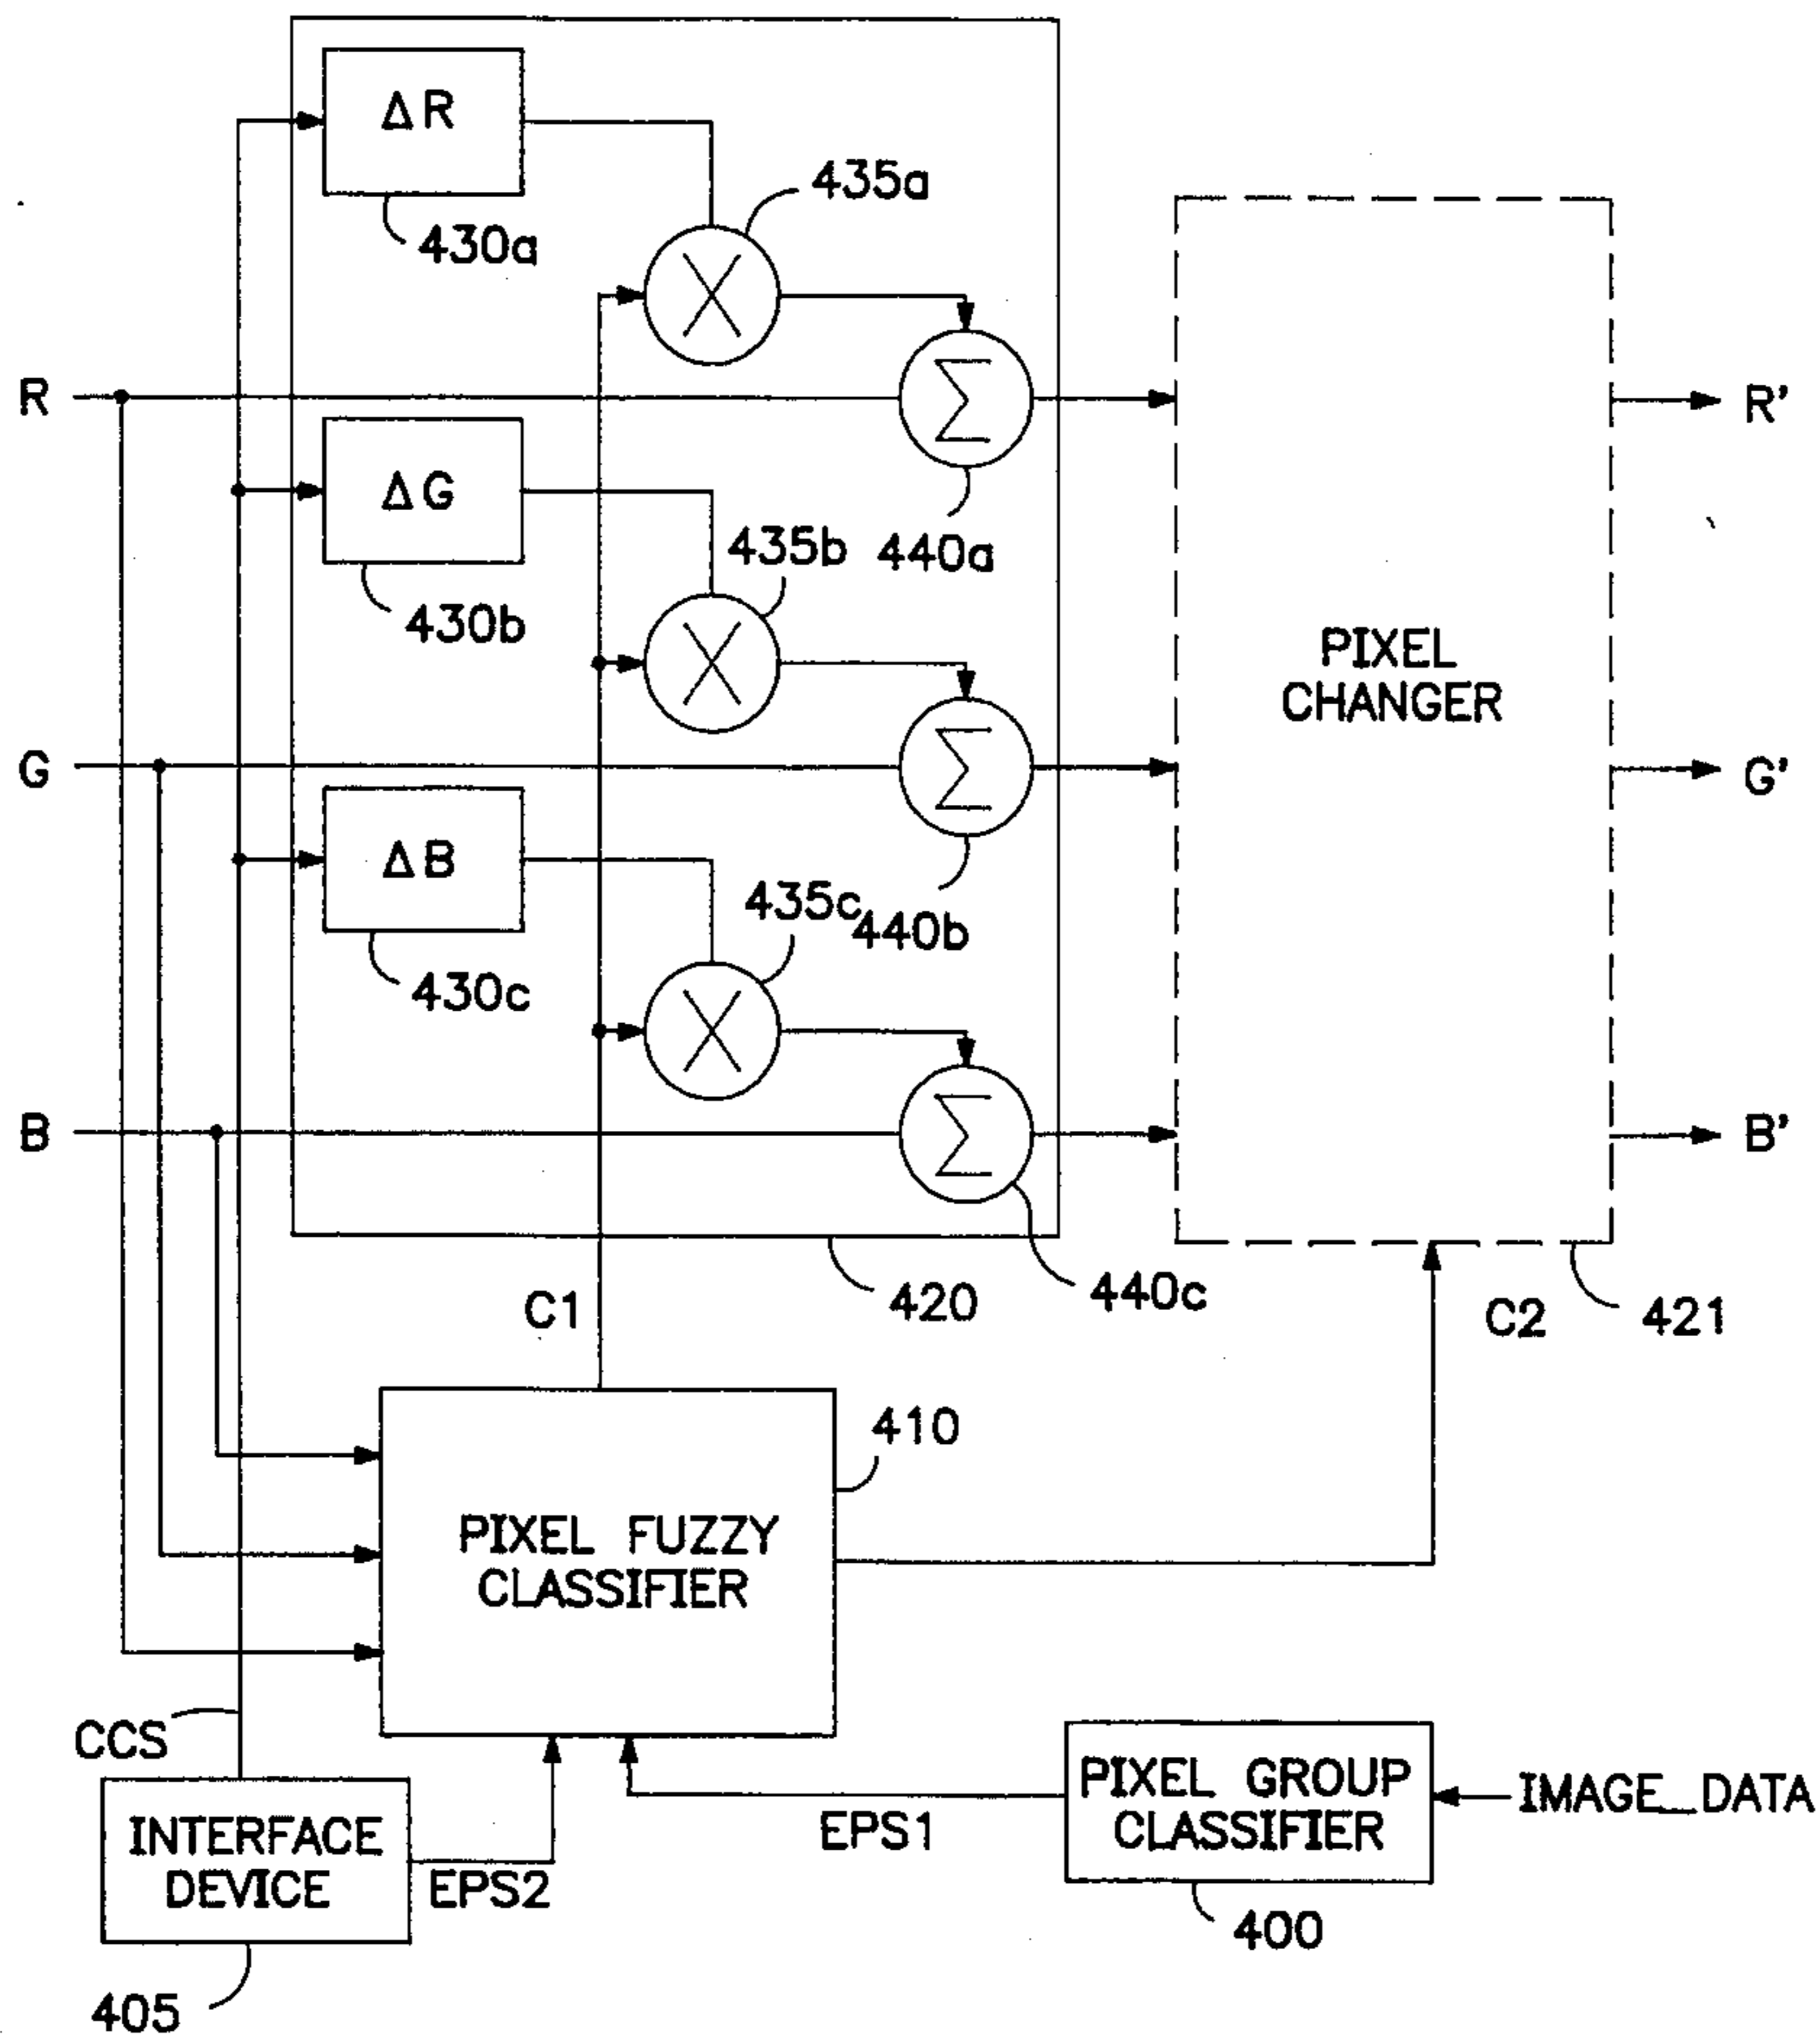 ΔR
435a
430a
R
R'
ΔG
435b
440a
430b
PIXEL
CHANGER
G
G'
ΔB
435c
440b
430c
B
B'
420
440c
C1
C2
421
410
PIXEL FUZZY
CLASSIFIER
CCS
INTERFACE
DEVICE
EPS2
EPS1
PIXEL GROUP
CLASSIFIER
IMAGE_DATA
400
405